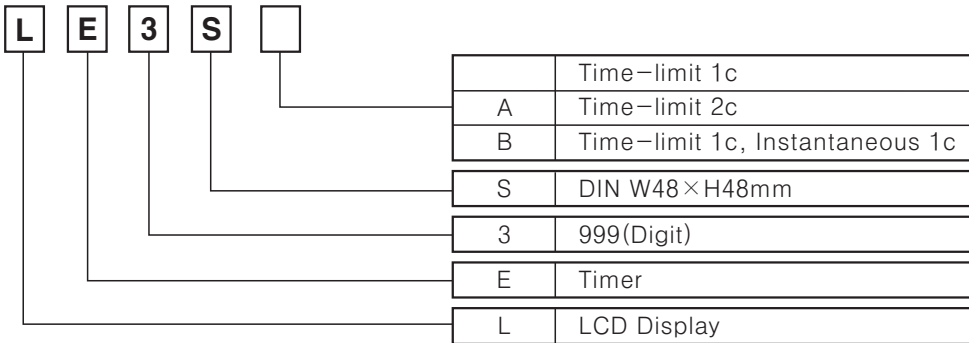 L E 3 S
Time-limit 1c
A Time-limit 2c
B Time-limit 1c, Instantaneous 1c
S DIN W48×H48mm
3 999(Digit)
E Timer
L LCD Display